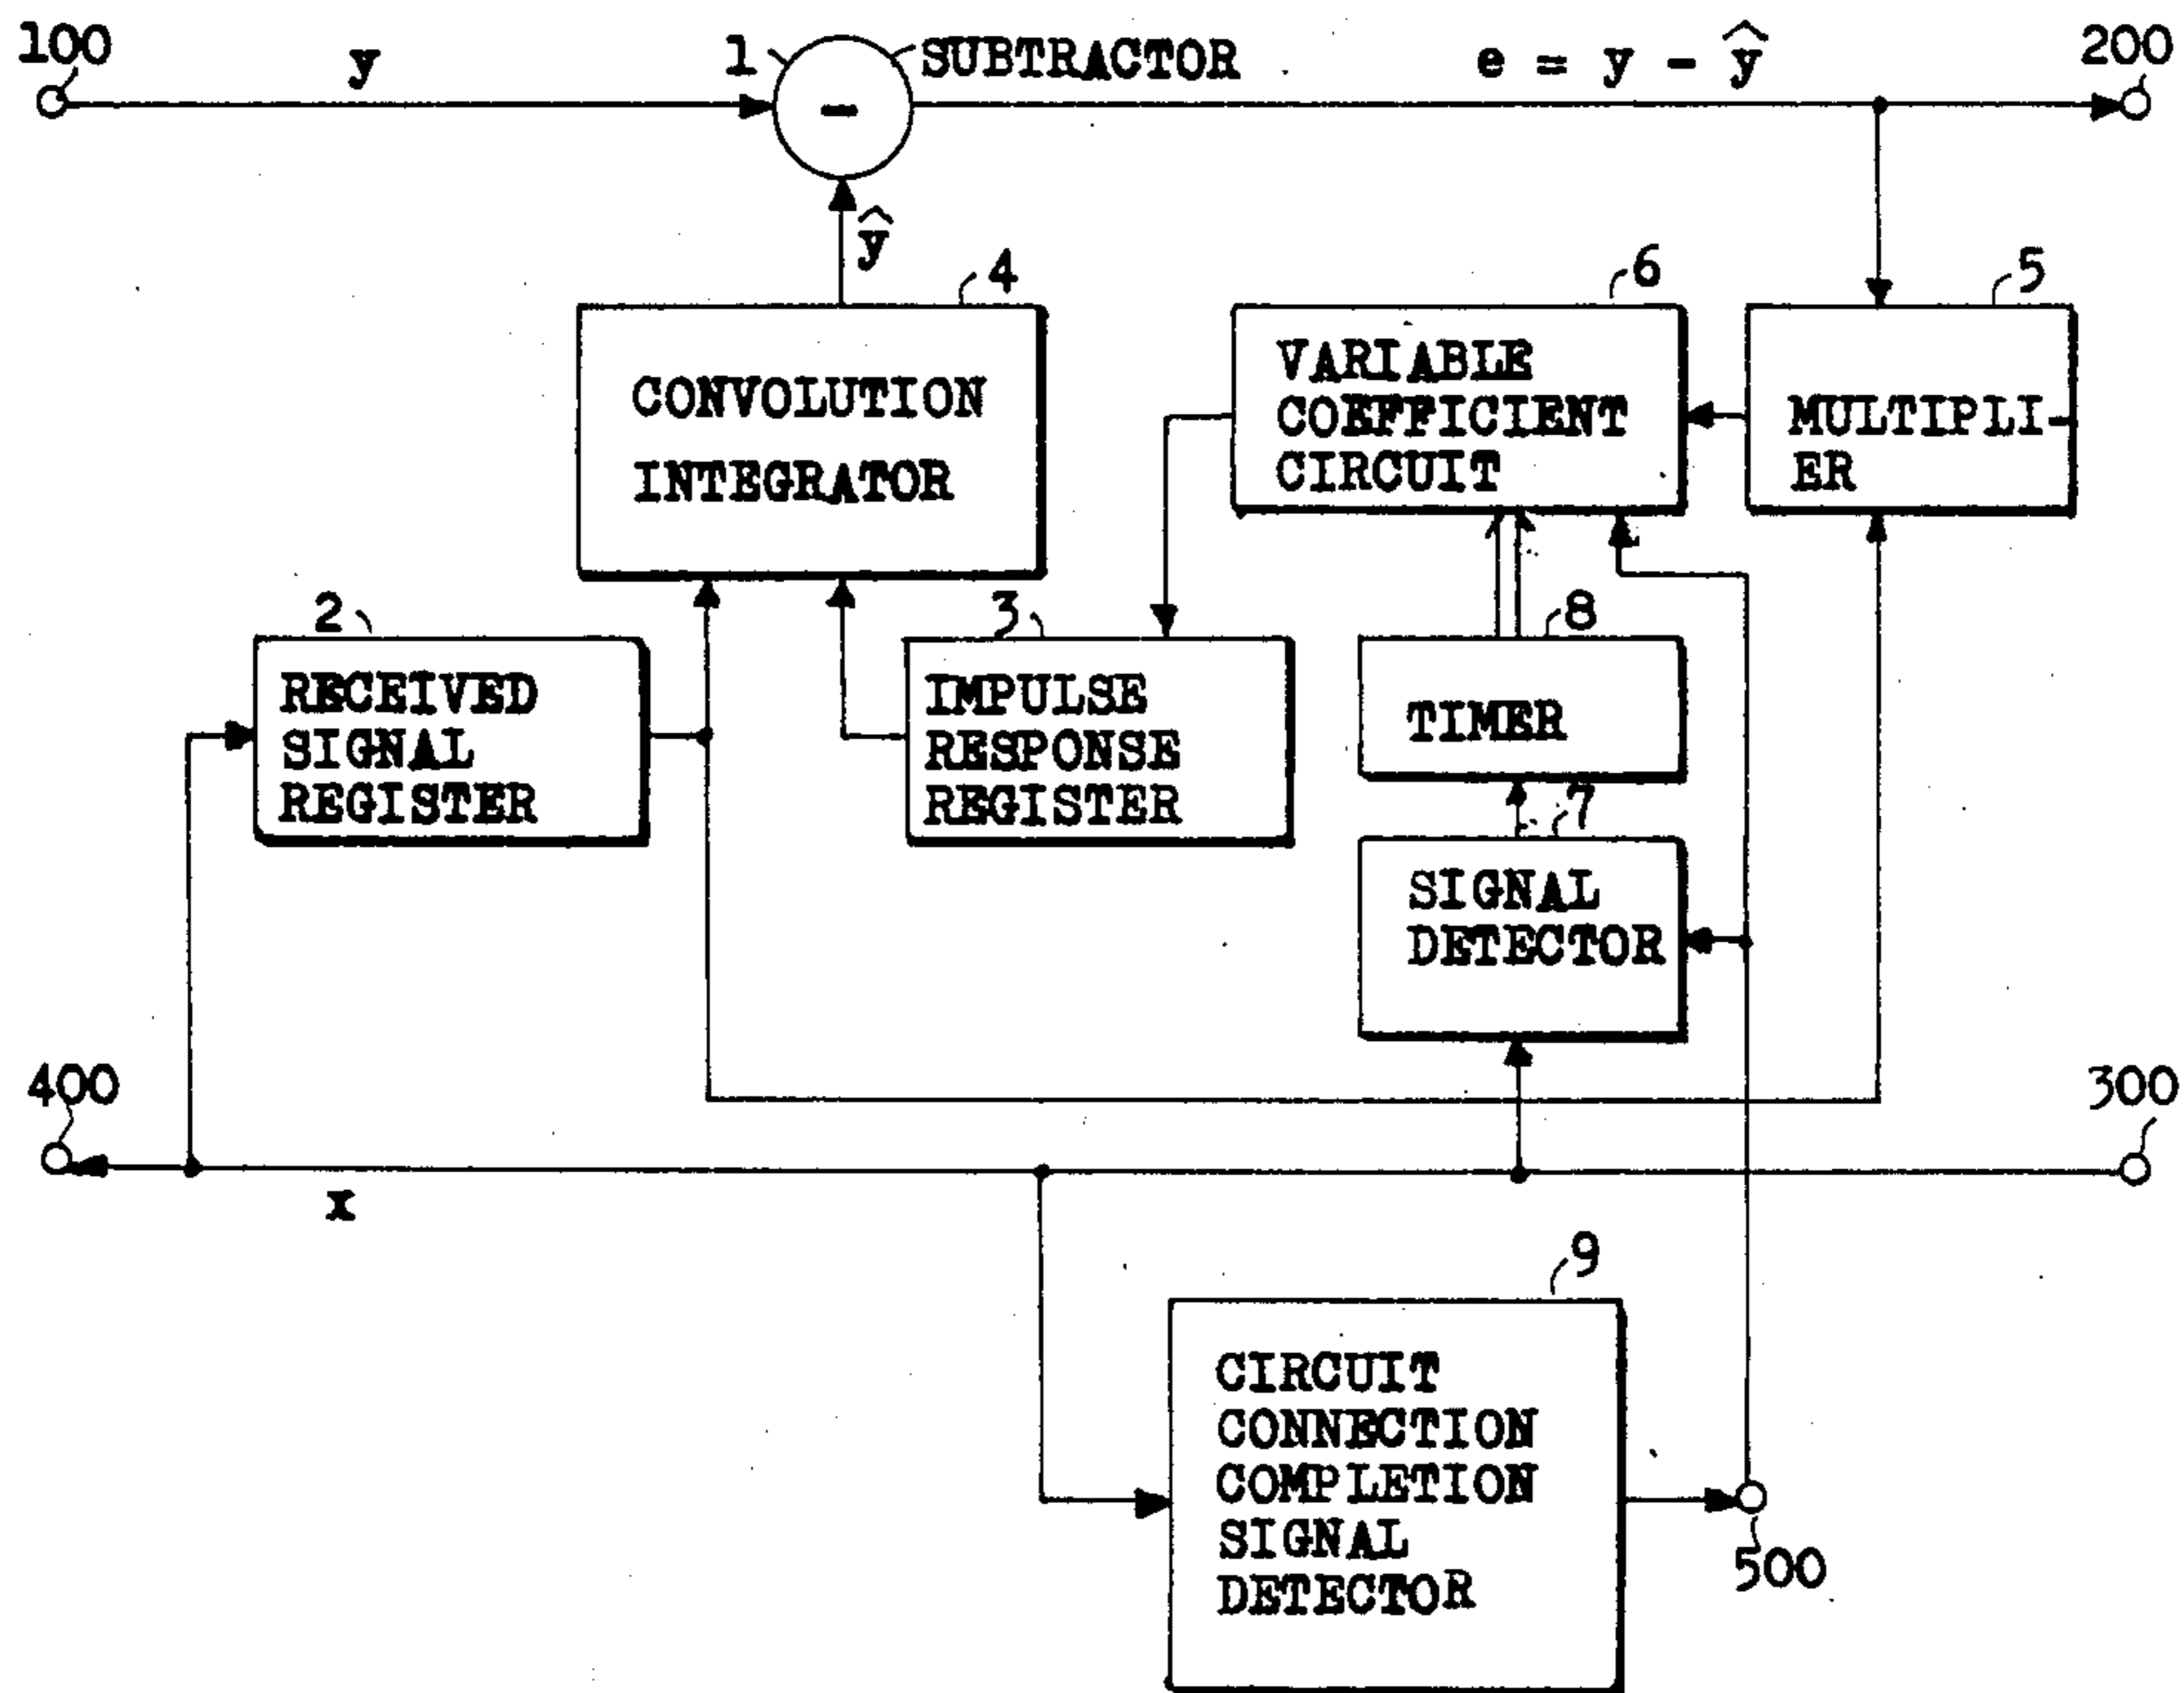 100
y
1
SUBTRACTOR
e = y - ŷ
200
-
ŷ
4
CONVOLUTION
INTEGRATOR
6
VARIABLE
COEFFICIENT
CIRCUIT
5
MULTIPLI-
ER
2
RECEIVED
SIGNAL
REGISTER
3
IMPULSE
RESPONSE
REGISTER
8
TIMER
7
SIGNAL
DETECTOR
400
300
x
9
CIRCUIT
CONNECTION
COMPLETION
SIGNAL
DETECTOR
500